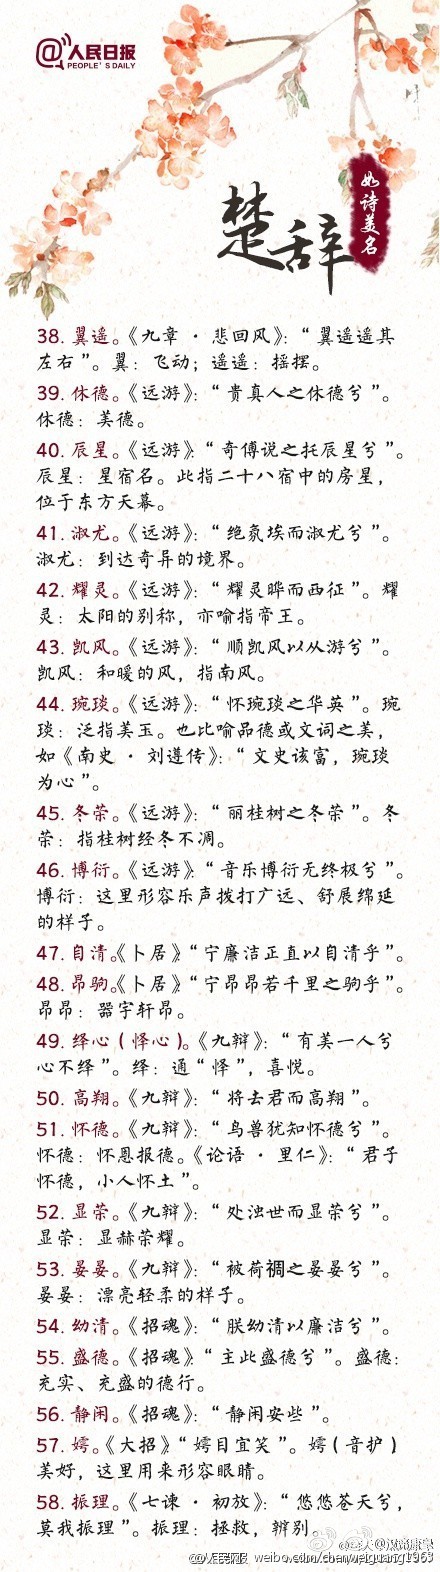 @人民日报
PEOPLE'S DAILY
如诗美名
楚辞
38. 翼遥。《九章 · 悲回风》：“翼遥遥其
左右”。翼：飞动；遥遥：摇摆。
39. 休德。《远游》：“贵真人之休德兮”。
休德：美德。
40. 辰星。《远游》：“奇傅说之托辰星兮”。
辰星：星宿名。此指二十八宿中的房星，
位于东方天幕。
41. 淑尤。《远游》：“绝氛埃而淑尤兮”。
淑尤：到达奇异的境界。
42. 耀灵。《远游》：“耀灵晔而西征”。耀
灵：太阳的别称，亦喻指帝王。
43. 凯风。《远游》：“顺凯风以从游兮”。
凯风：和暖的风，指南风。
44. 琬琰。《远游》：“怀琬琰之华英”。琬
琰：泛指美玉。也比喻品德或文词之美，
如《南史 · 刘遵传》：“文史该富，琬琰
为心”。
45. 冬荣。《远游》：“丽桂树之冬荣”。冬
荣：指桂树经冬不凋。
46. 博衍。《远游》：“音乐博衍无终极兮”。
博衍：这里形容乐声拨打广远、舒展绵延
的样子。
47. 自清。《卜居》“宁廉洁正直以自清乎”。
48. 昂驹。《卜居》：“宁昂昂若千里之驹乎”。
昂昂：器宇轩昂。
49. 绎心（怿心）。《九辩》：“有美一人兮
心不绎”。绎：通“怿”，喜悦。
50. 高翔。《九辩》：“将去君而高翔”。
51. 怀德。《九辩》：“鸟兽犹知怀德兮”。
怀德：怀恩报德。《论语 · 里仁》：“君子
怀德，小人怀土”。
52. 显荣。《九辩》：“处浊世而显荣兮”。
显荣：显赫荣耀。
53. 晏晏。《九辩》：“被荷裯之晏晏兮”。
晏晏：漂亮轻柔的样子。
54. 幼清。《招魂》：“朕幼清以廉洁兮”。
55. 盛德。《招魂》：“主此盛德兮”。盛德：
充实、充盛的德行。
56. 静闲。《招魂》：“静闲安些”。
57. 嫮。《大招》“嫮目宜笑”。嫮（音护）
美好，这里用来形容眼睛。
58. 振理。《七谏 · 初放》：“悠悠苍天兮，
莫我振理”。振理：拯救，辨别。
@人民日报 weibo.com/chenweiguang1963